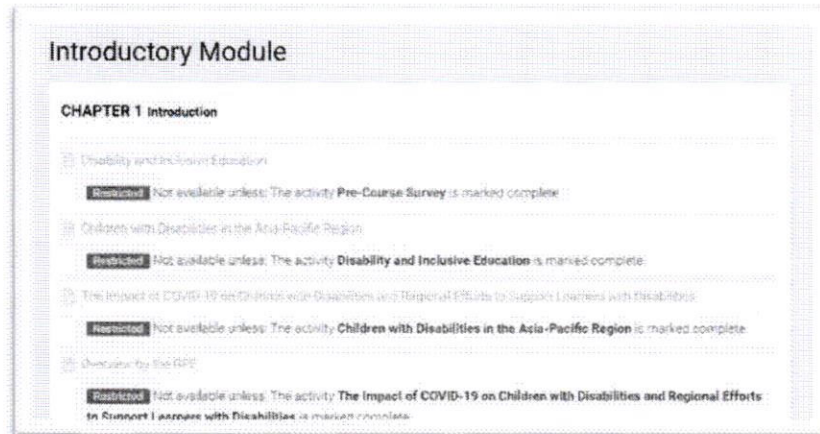 Introductory Module
CHAPTER 1 Introduction
Disability and Inclusive Education
Restricted Not available unless: The activity Pre-Course Survey is marked complete
Children with Disabilities in the Asia-Pacific Region
Restricted Not available unless: The activity Disability and Inclusive Education is marked complete
The Impact of COVID-19 on Children with Disabilities and Regional Efforts to Support Learners with Disabilities
Restricted Not available unless: The activity Children with Disabilities in the Asia-Pacific Region is marked complete
Overview by the
Restricted Not available unless: The activity The Impact of COVID-19 on Children with Disabilities and Regional Efforts
to Support Learners with Disabilities is marked complete